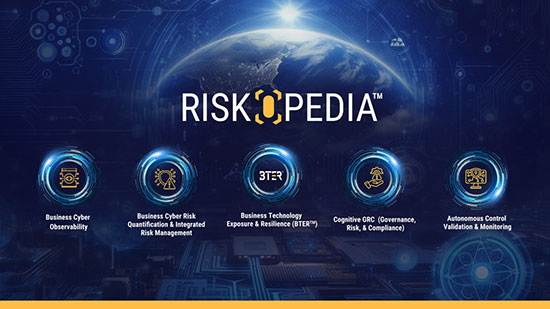 RISKOPEDIA™
BTER
Business Cyber
Observability
Business Cyber Risk
Quantification & Integrated
Risk Management
Business Technology
Exposure & Resilience (BTER™)
Cognitive GRC (Governance,
Risk, & Compliance)
Autonomous Control
Validation & Monitoring